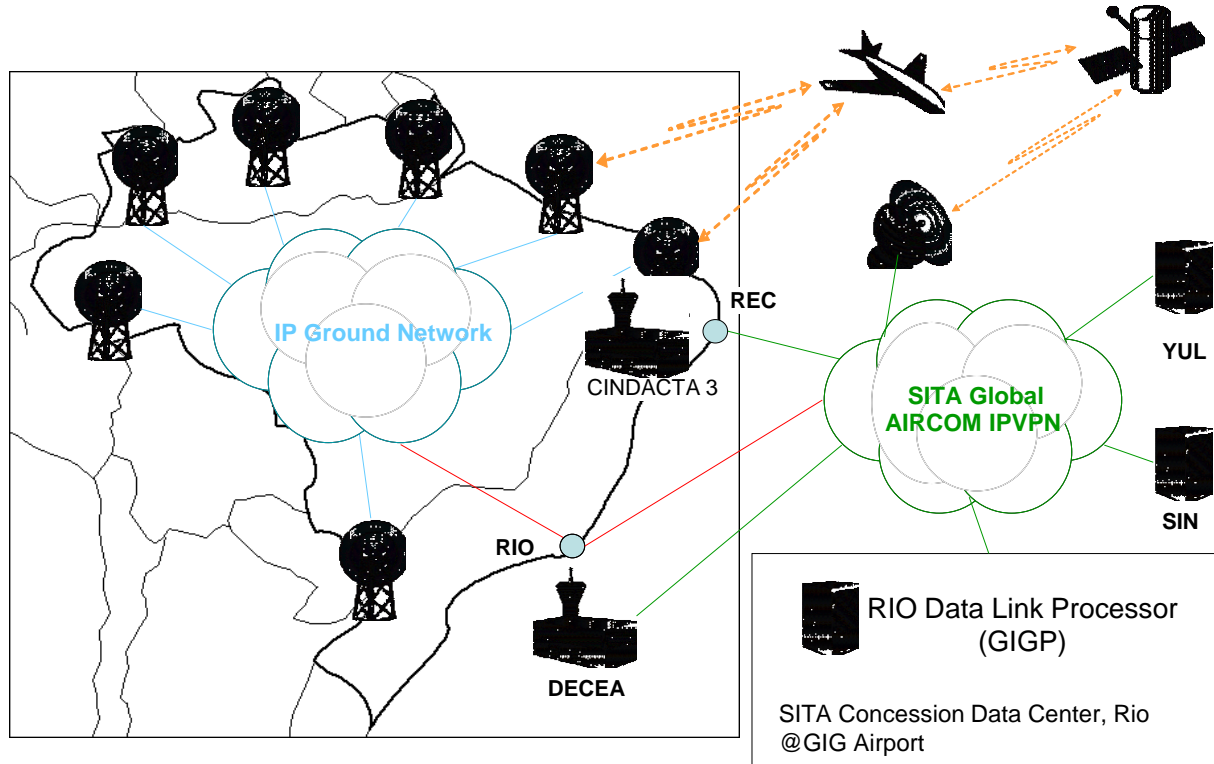 REC
IP Ground Network
YUL
CINDACTA 3
SITA Global
AIRCOM IPVPN
SIN
RIO
RIO Data Link Processor
(GIGP)
DECEA
SITA Concession Data Center, Rio
@GIG Airport